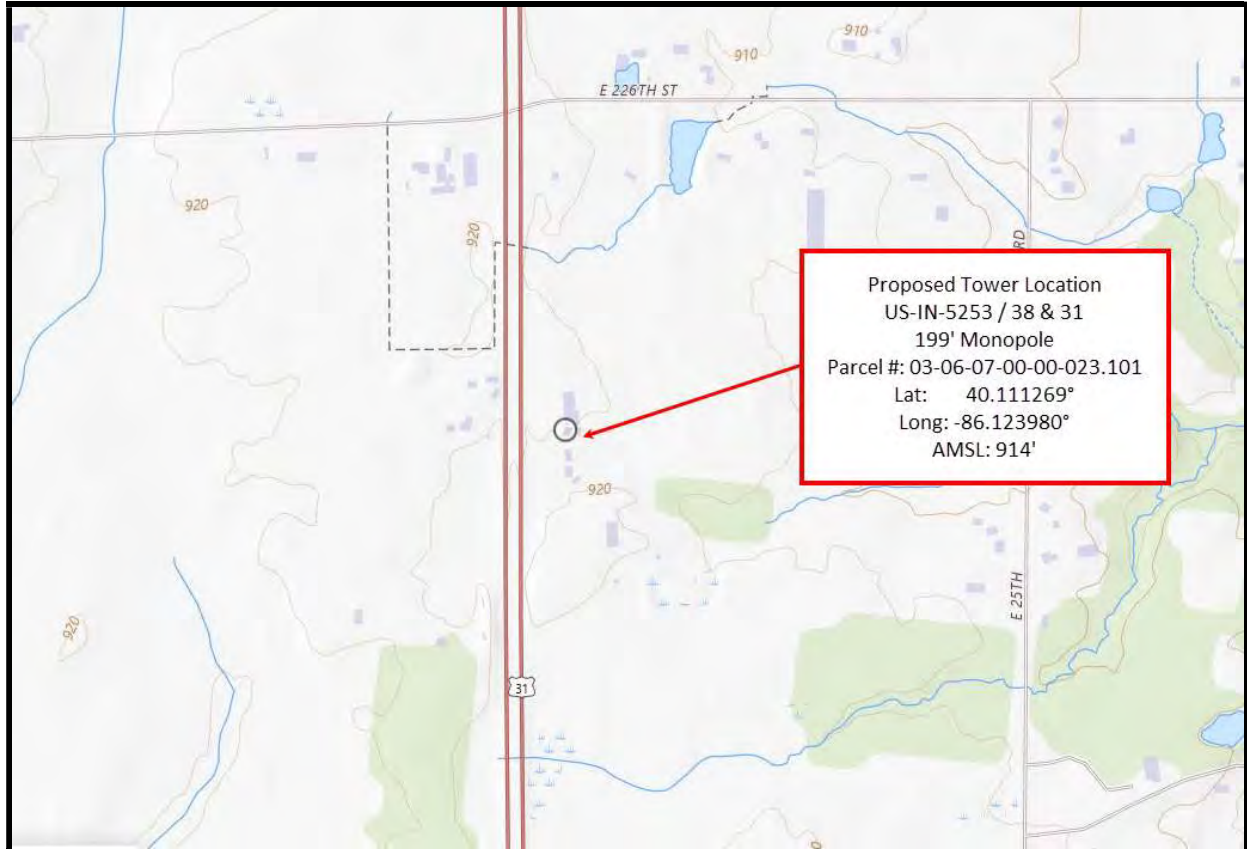 910
910
E 226TH ST
920
920
RD
Proposed Tower Location
US-IN-5253 / 38 & 31
199' Monopole
Parcel #: 03-06-07-00-00-023.101
Lat: 40.111269°
Long: -86.123980°
AMSL: 914'
920
E 25TH
920
31